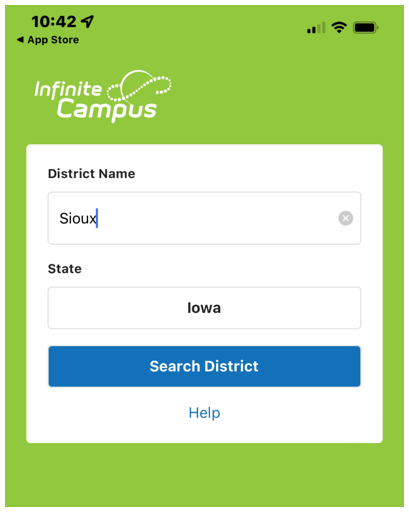 10:42
◀ App Store
Infinite
Campus
District Name
Sioux
State
Iowa
Search District
Help